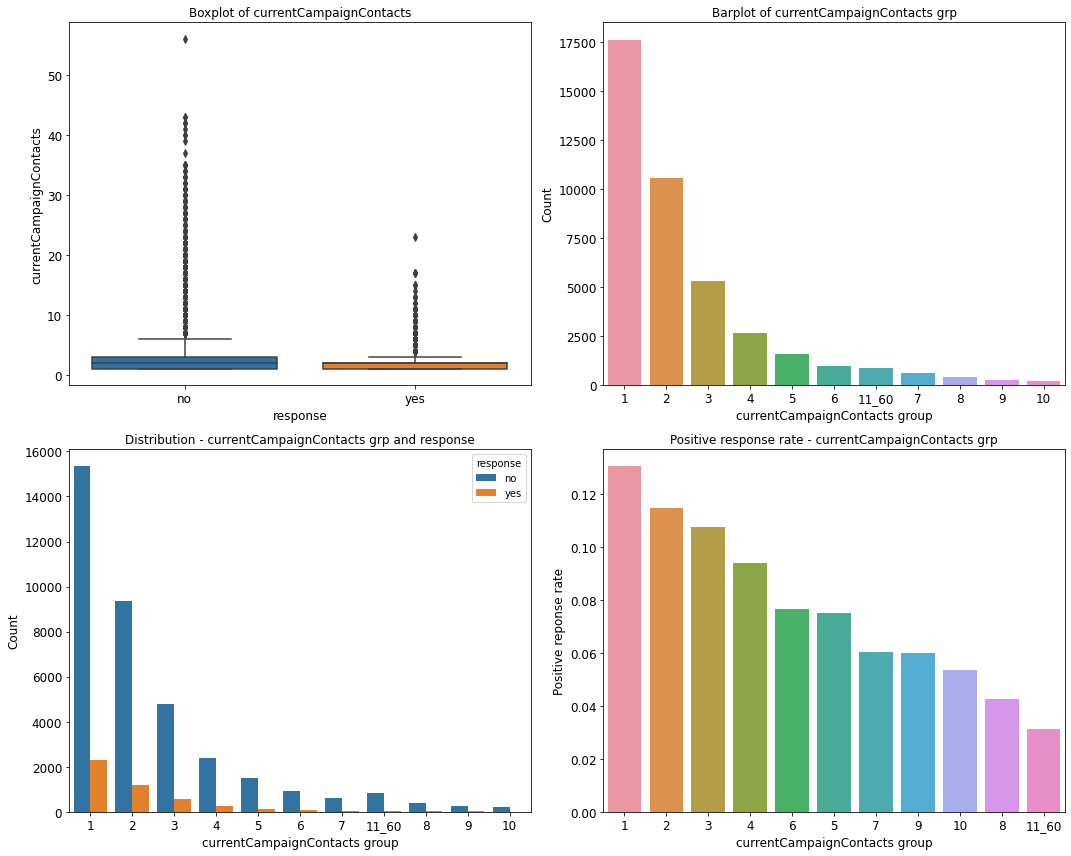 Boxplot of currentCampaignContacts
50
40
30
20
10
0
currentCampaignContacts
no yes
response
Barplot of currentCampaignContacts grp
17500
15000
12500
10000
7500
5000
2500
0
Count
1 2 3 4 5 6 11_60 7 8 9 10
currentCampaignContacts group
Distribution - currentCampaignContacts grp and response
16000
14000
12000
10000
8000
6000
4000
2000
0
Count
response
no
yes
1 2 3 4 5 6 7 11_60 8 9 10
currentCampaignContacts group
Positive response rate - currentCampaignContacts grp
0.12
0.10
0.08
0.06
0.04
0.02
0.00
Positive reponse rate
1 2 3 4 6 5 7 9 10 8 11_60
currentCampaignContacts group